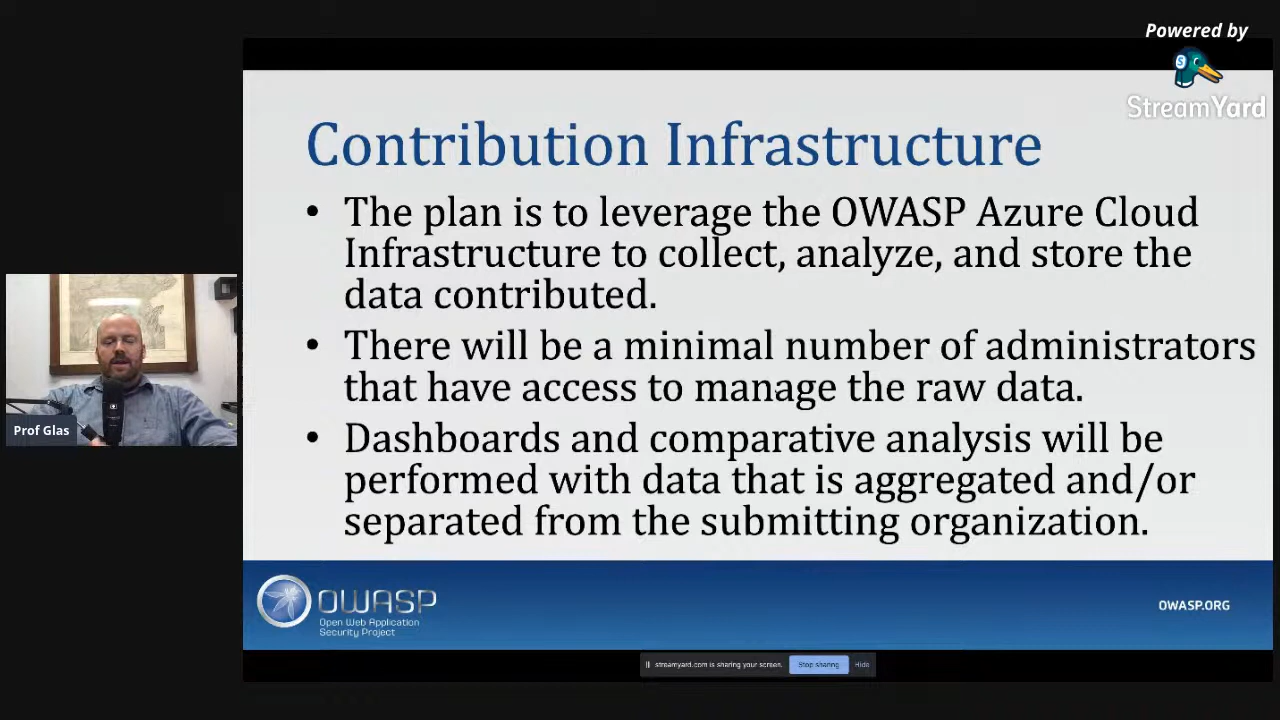 Powered by
StreamYard
Contribution Infrastructure
• The plan is to leverage the OWASP Azure Cloud
Infrastructure to collect, analyze, and store the
data contributed.
• There will be a minimal number of administrators
that have access to manage the raw data.
• Dashboards and comparative analysis will be
performed with data that is aggregated and/or
separated from the submitting organization.
Prof Glas
OWASP
Open Web Application
Security Project
OWASP.ORG
streamyard.com is sharing your screen.
Stop sharing
Hide